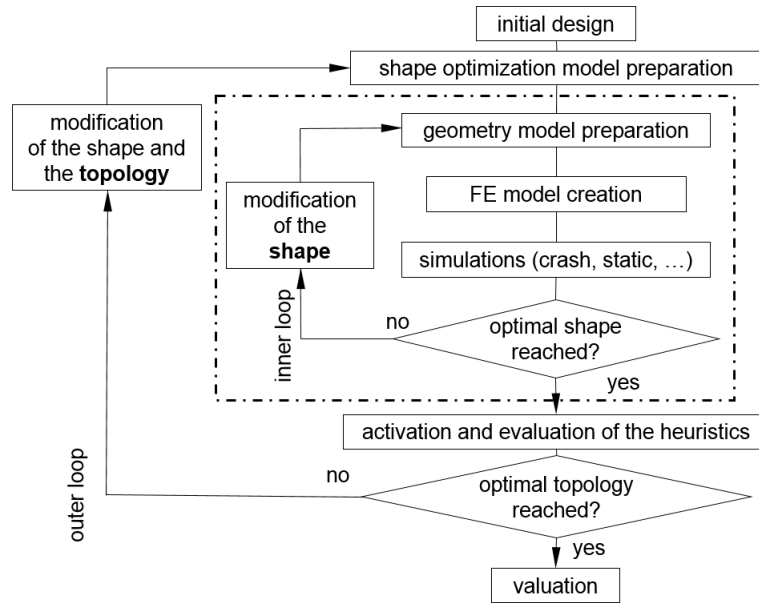 initial design
shape optimization model preparation
modification
of the shape and
the topology
geometry model preparation
modification
of the
shape
FE model creation
simulations (crash, static, …)
inner loop
no
optimal shape
reached?
yes
activation and evaluation of the heuristics
outer loop
no
optimal topology
reached?
yes
valuation